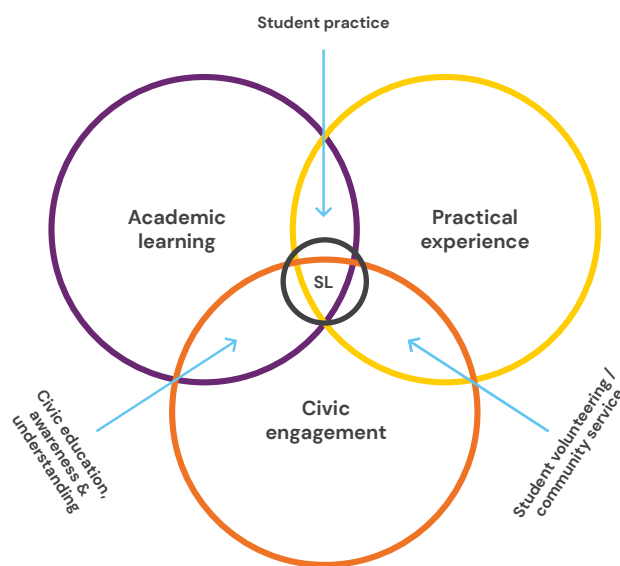 Student practice
Academic
learning
Practical
experience
SL
Civic
engagement
Civic education,
awareness &
understanding
Student volunteering /
community service